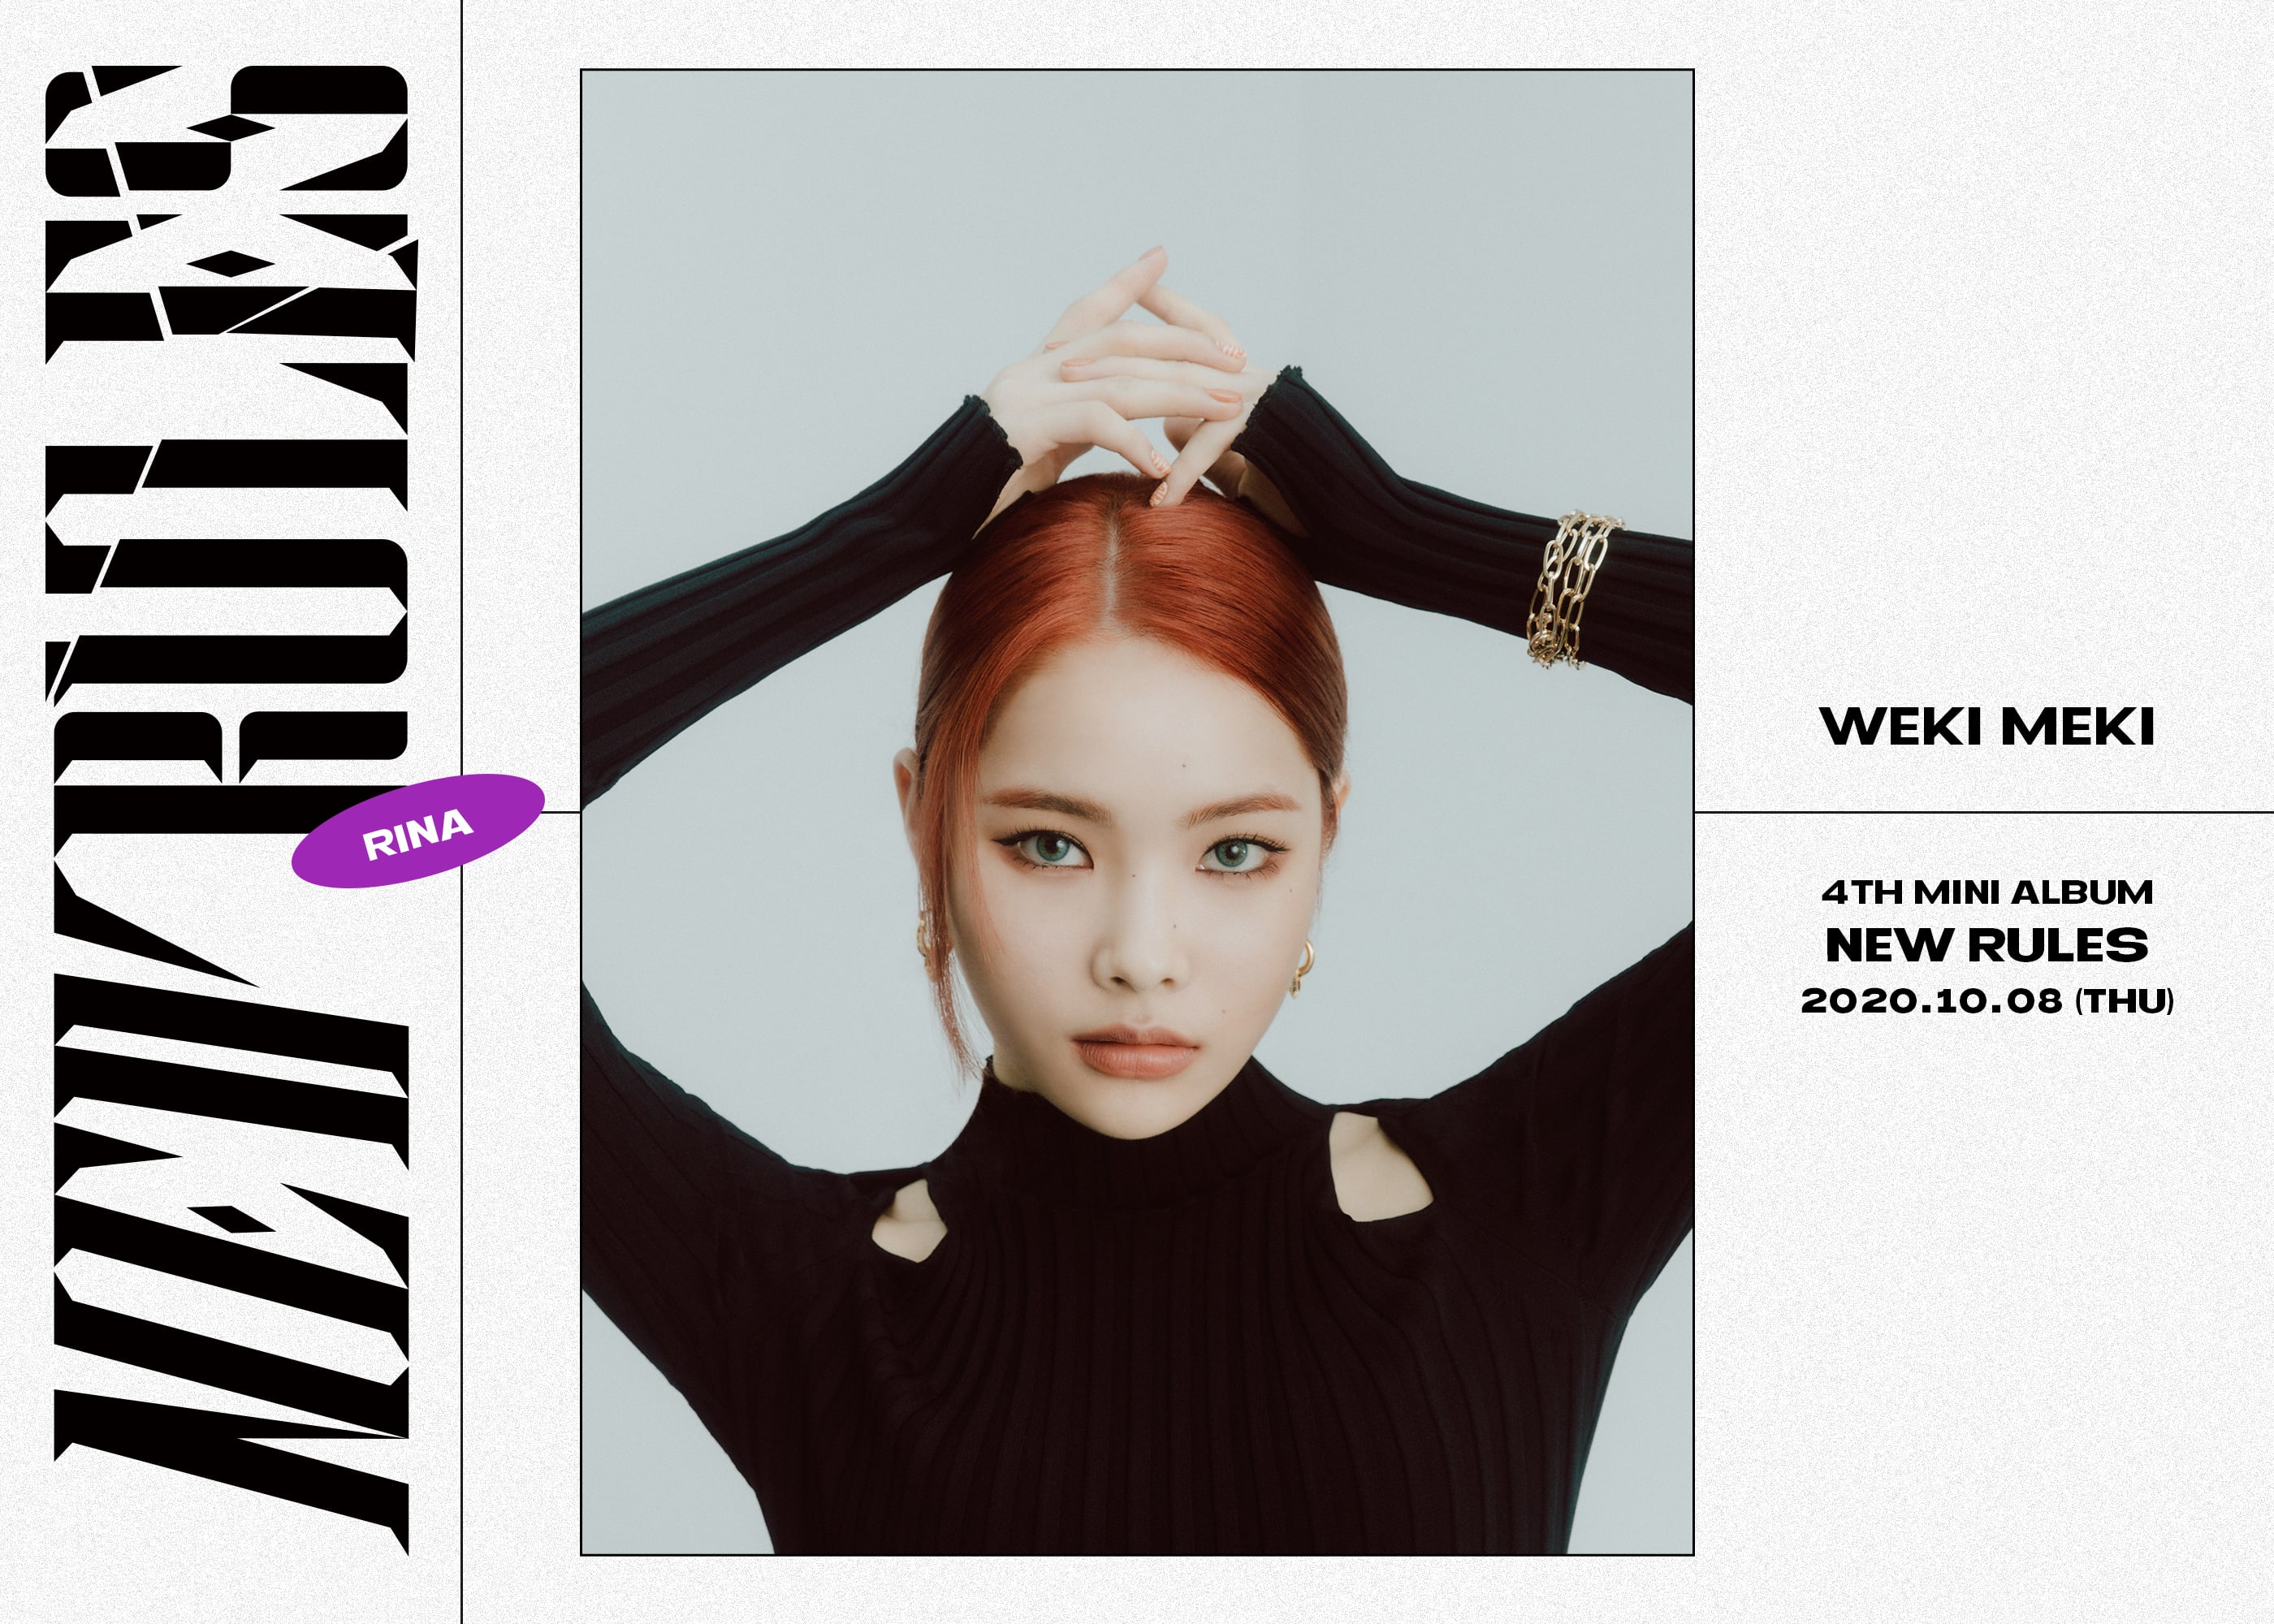 NEW RULES
RINA
WEKI MEKI
4TH MINI ALBUM
NEW RULES
2020.10.08 (THU)